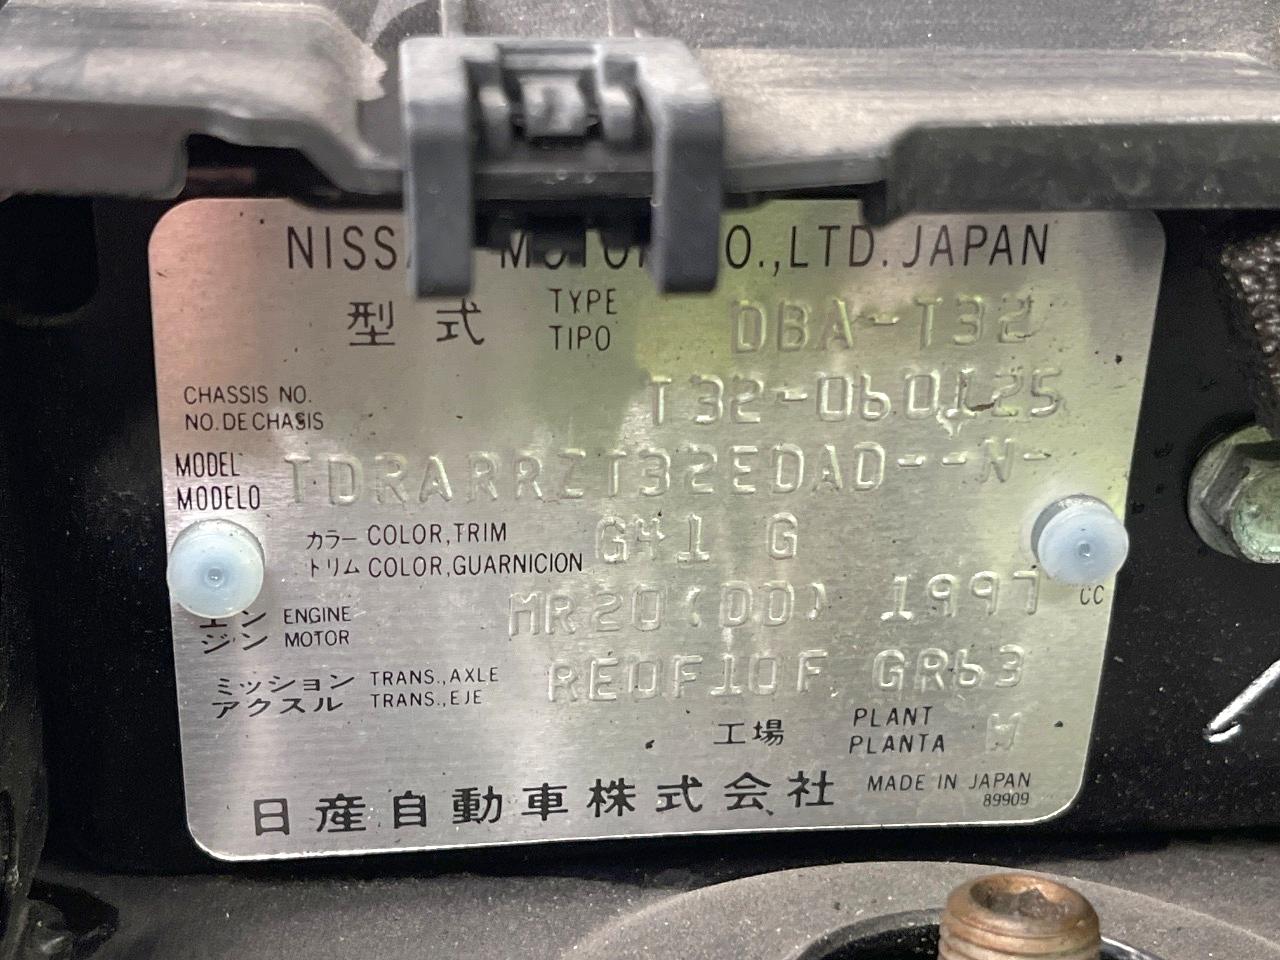 NISSAN MOTOR CO.,LTD. JAPAN
型式 TYPE TIPO DBA-T32
CHASSIS NO. NO. DE CHASIS T32-060125
MODEL MODELO TDRARRZT32EDAD--N-
カラー COLOR, TRIM G41 G
トリム COLOR, GUARNICION
エン ENGINE MR20(DD) 1997 CC
ジン MOTOR
ミッション TRANS., AXLE RE0F10F GR63
アクスル TRANS., EJE
工場 PLANT PLANTA W
日産自動車株式会社 MADE IN JAPAN
89909